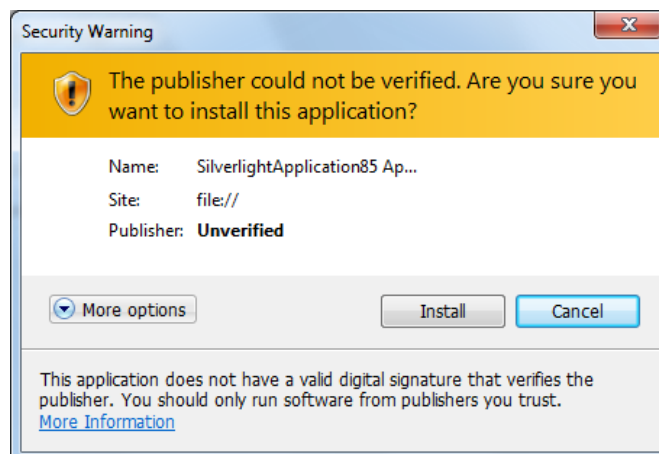 Security Warning
The publisher could not be verified. Are you sure you
want to install this application?
Name: SilverlightApplication85 Ap...
Site: file://
Publisher: Unverified
More options
Install
Cancel
This application does not have a valid digital signature that verifies the
publisher. You should only run software from publishers you trust.
More Information